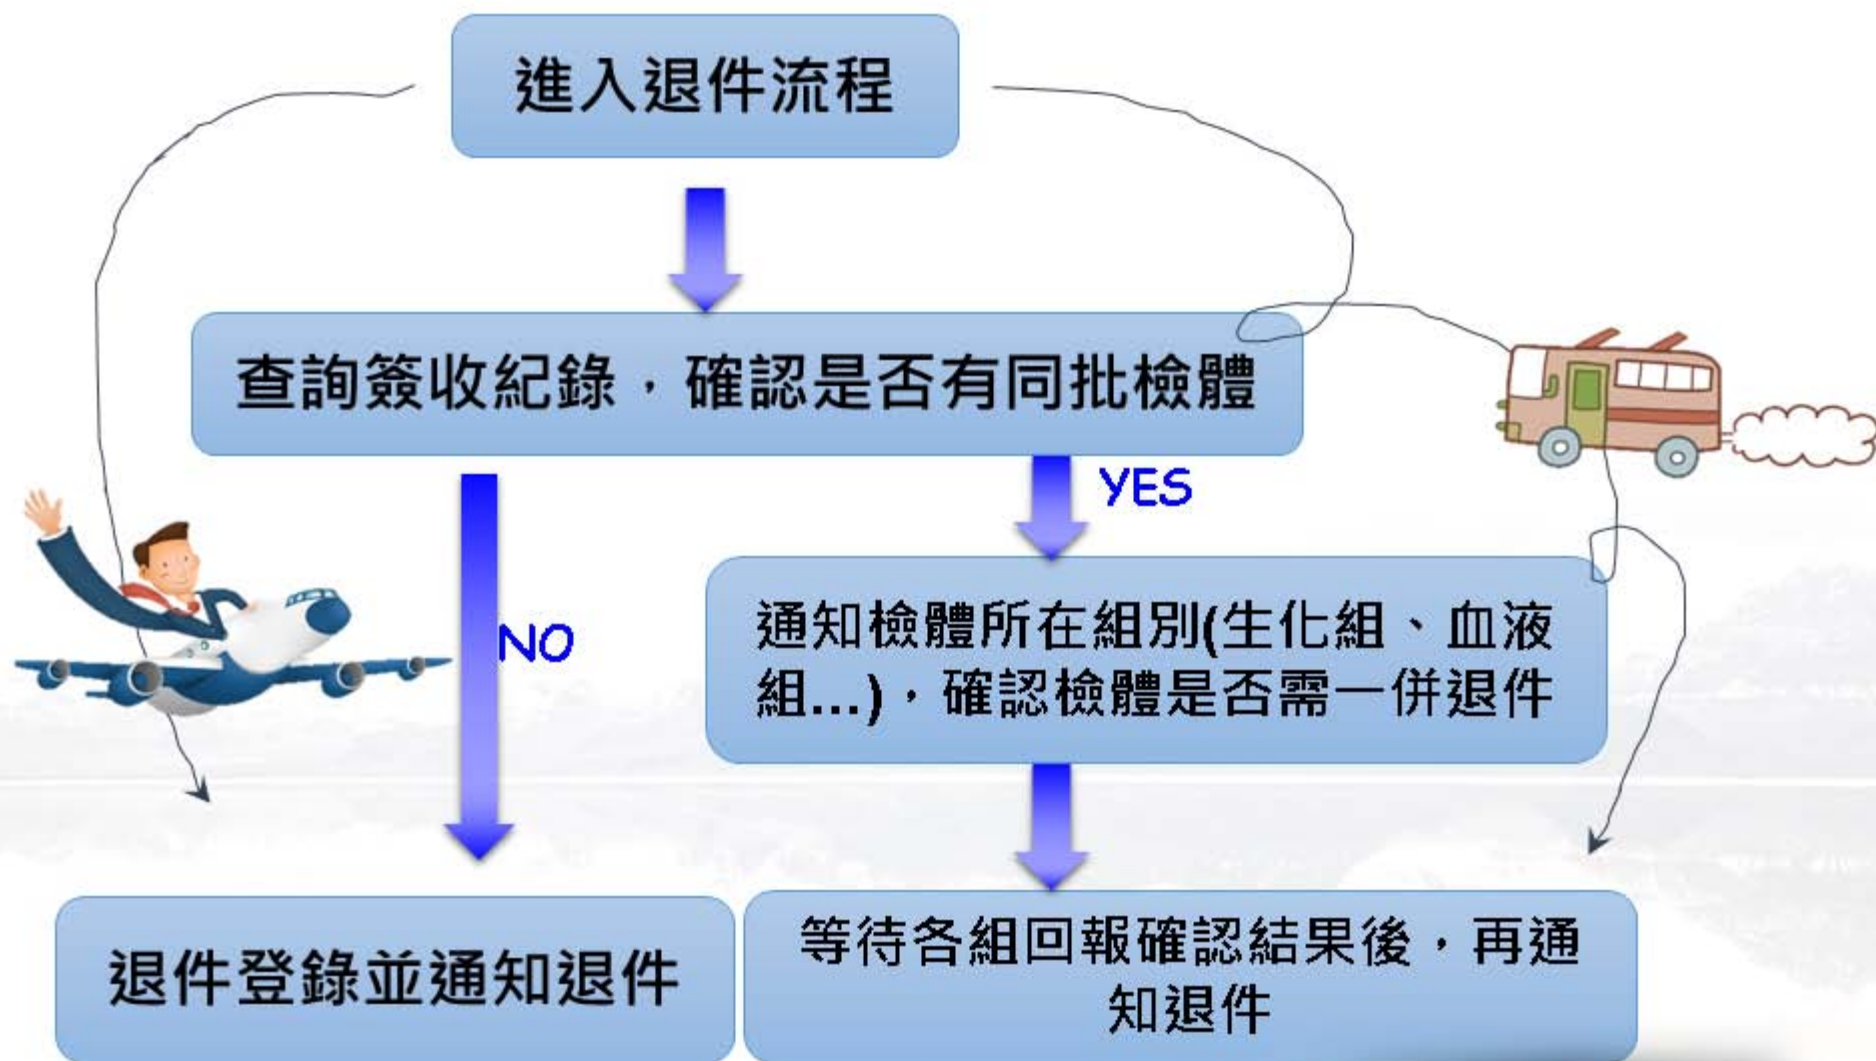 進入退件流程
查詢簽收紀錄，確認是否有同批檢體
YES
NO
通知檢體所在組別(生化組、血液
組...)，確認檢體是否需一併退件
退件登錄並通知退件
等待各組回報確認結果後，再通
知退件